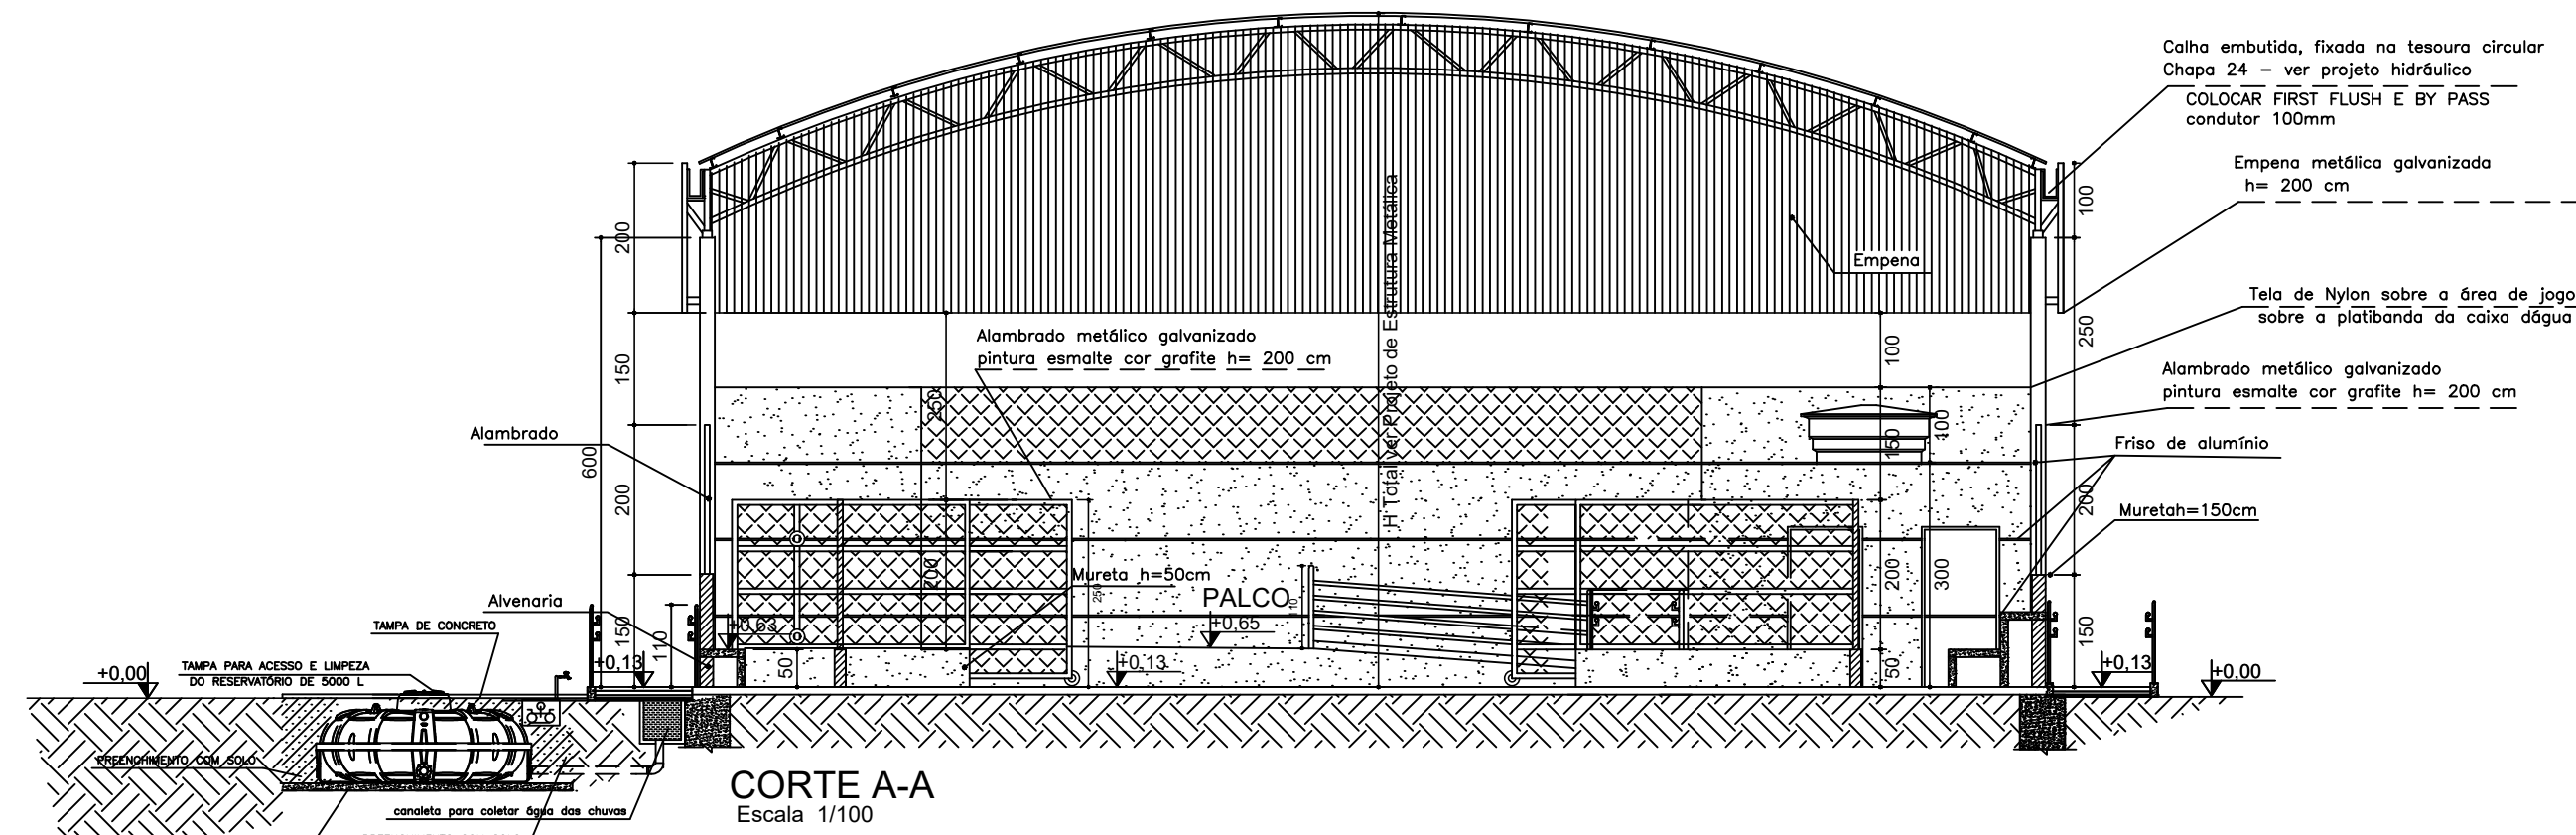 Calha embutida, fixada na tesoura circular
Chapa 24 - ver projeto hidráulico
COLOCAR FIRST FLUSH E BY PASS
condutor 100mm
Empena metálica galvanizada
h= 200 cm
Empena
Tela de Nylon sobre a área de jogo
sobre a platibanda da caixa dágua
Alambrado metálico galvanizado
pintura esmalte cor grafite h= 200 cm
Alambrado metálico galvanizado
pintura esmalte cor grafite h= 200 cm
H Total ver Projeto de Estrutura Metálica
Alambrado
Friso de alumínio
Muretah=150cm
Mureta h=50cm
Alvenaria
PALCO
+0,65
+0,63
+0,13
+0,13
+0,13
+0,00
+0,00
TAMPA DE CONCRETO
TAMPA PARA ACESSO E LIMPEZA
DO RESERVATÓRIO DE 5000 L
PREENCHIMENTO COM SOLO
canaleta para coletar água das chuvas
600
200
150
200
150
110
50
250
200
250
110
100
150
200
50
100
300
100
250
200
150
CORTE A-A
Escala 1/100